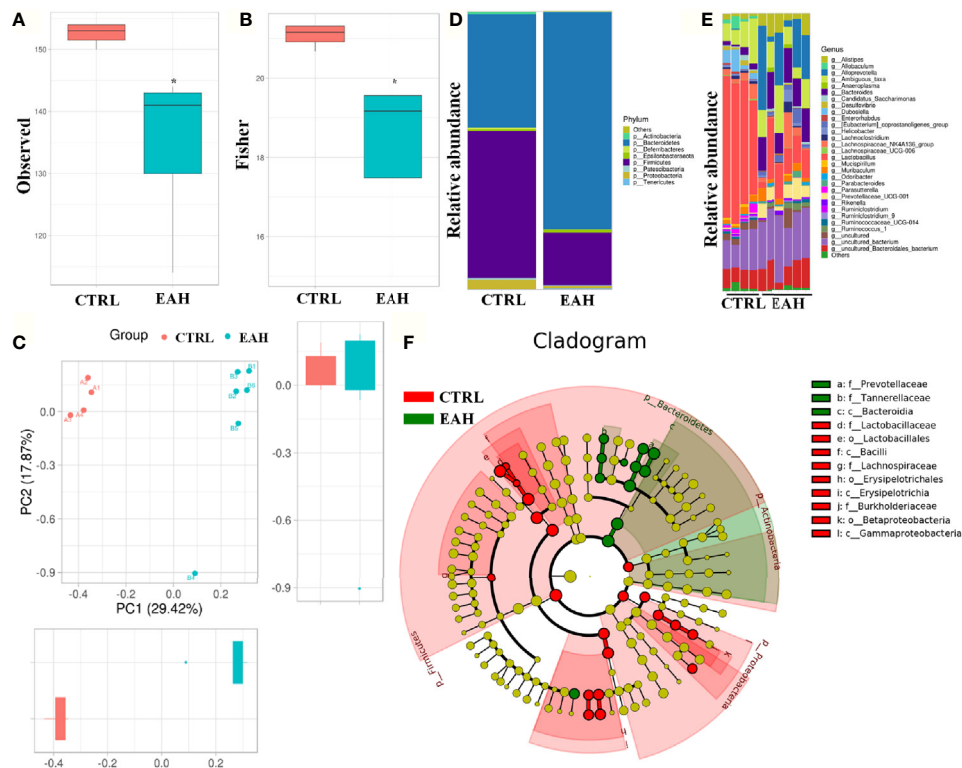 A
Observed
150
140
130
120
CTRL
EAH
*
B
Fisher
20
18
16
CTRL
EAH
*
D
Relative abundance
CTRL
EAH
Phylum
Others
p__Actinobacteria
p__Bacteroidetes
p__Deferribacteres
p__Epsilonbacteraeota
p__Firmicutes
p__Patescibacteria
p__Proteobacteria
p__Tenericutes
E
Relative abundance
CTRL
EAH
Genus
g__Alistipes
g__Allobaculum
g__Alloprevotella
g__Ambiguous_taxa
g__Anaeroplasma
g__Bacteroides
g__Candidatus_Saccharimonas
g__Desulfovibrio
g__Dubosiella
g__Enterorhabdus
g__[Eubacterium]_coprostanoligenes_group
g__Helicobacter
g__Lachnoclostridium
g__Lachnospiraceae_NK4A136_group
g__Lachnospiraceae_UCG-006
g__Lactobacillus
g__Mucispirillum
g__Muribaculum
g__Odoribacter
g__Parabacteroides
g__Parasutterella
g__Prevotellaceae_UCG-001
g__Rikenella
g__Ruminiclostridium
g__Ruminiclostridium_9
g__Ruminococcaceae_UCG-014
g__Ruminococcus_1
g__uncultured
g__uncultured_bacterium
g__uncultured_Bacteroidales_bacterium
Others
C
Group CTRL EAH
PC2 (17.87%)
0.0
-0.3
-0.6
-0.9
-0.4 -0.2 0.0 0.2
PC1 (29.42%)
A1
B1
B2
B4
0.0
-0.3
-0.6
-0.9
-0.4 -0.2 0.0 0.2
F
Cladogram
CTRL
EAH
p__Bacteroidetes
p__Actinobacteria
p__Proteobacteria
p__Firmicutes
a: f__Prevotellaceae
b: f__Tannerellaceae
c: c__Bacteroidia
d: f__Lactobacillaceae
e: o__Lactobacillales
f: c__Bacilli
g: f__Lachnospiraceae
h: o__Erysipelotrichales
i: c__Erysipelotrichia
j: f__Burkholderiaceae
k: o__Betaproteobacteria
l: c__Gammaproteobacteria